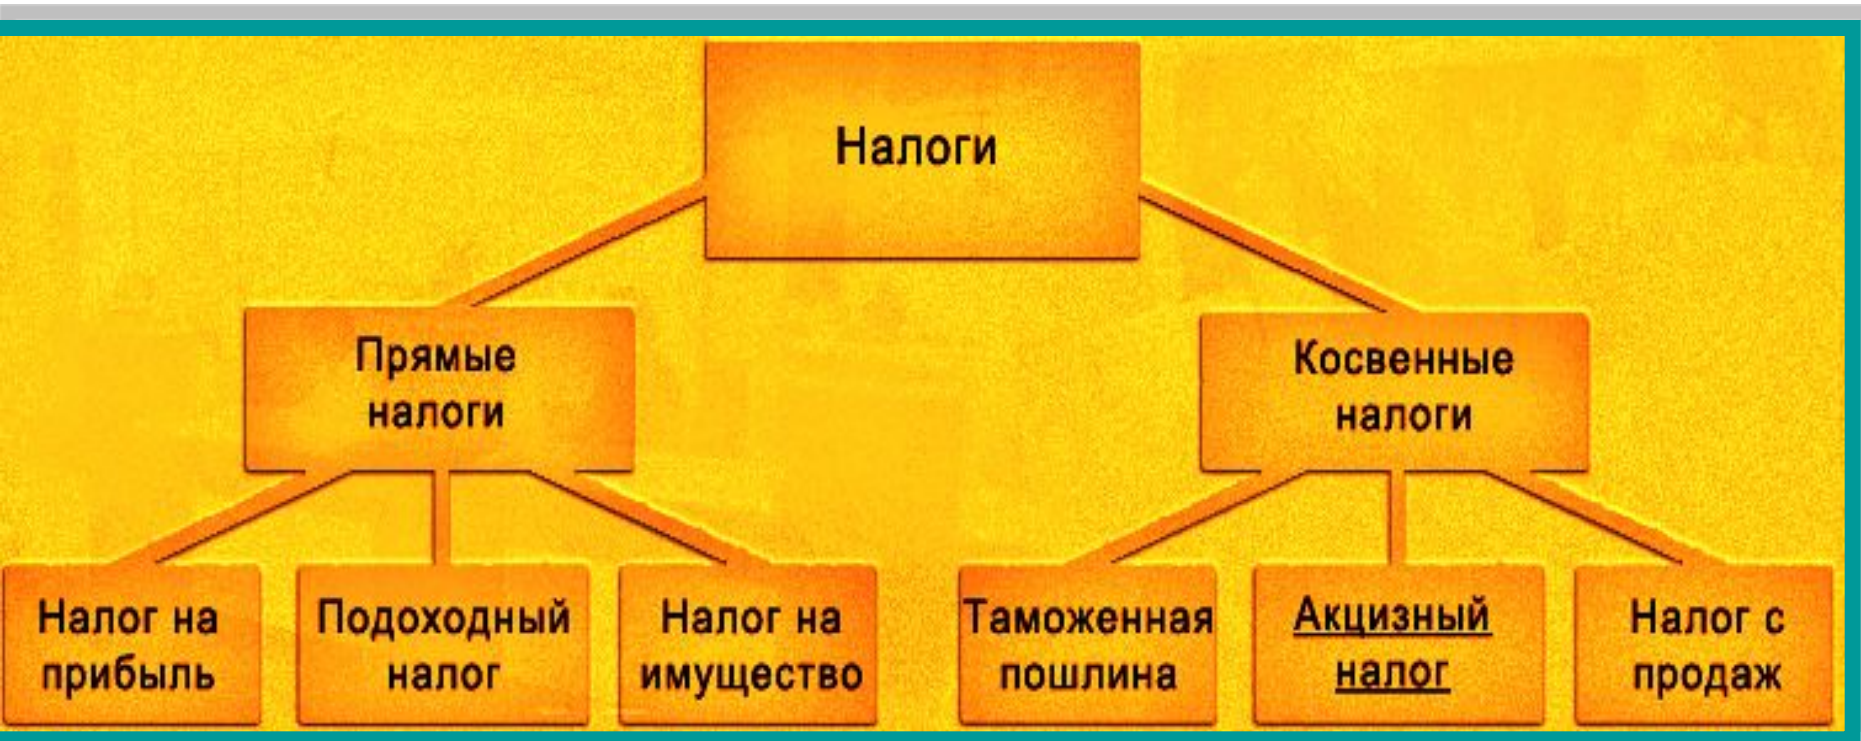 Налоги
Прямые
налоги
Косвенные
налоги
Налог на
прибыль
Подоходный
налог
Налог на
имущество
Таможенная
пошлина
Акцизный
налог
Налог с
продаж